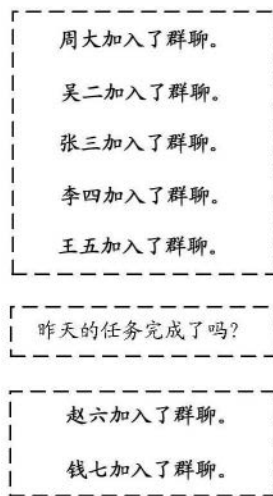 周大加入了群聊。
吴二加入了群聊。
张三加入了群聊。
李四加入了群聊。
王五加入了群聊。
昨天的任务完成了吗?
赵六加入了群聊。
钱七加入了群聊。